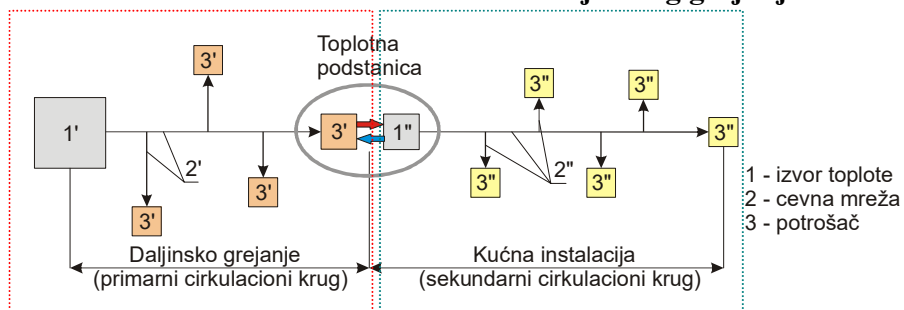 Toplotna
podstanica
3'
3"
3"
1'
3'
1"
3"
2'
2"
3'
3'
3"
3"
1 - izvor toplote
2 - cevna mreža
3 - potrošač
Daljinsko grejanje
(primarni cirkulacioni krug)
Kućna instalacija
(sekundarni cirkulacioni krug)